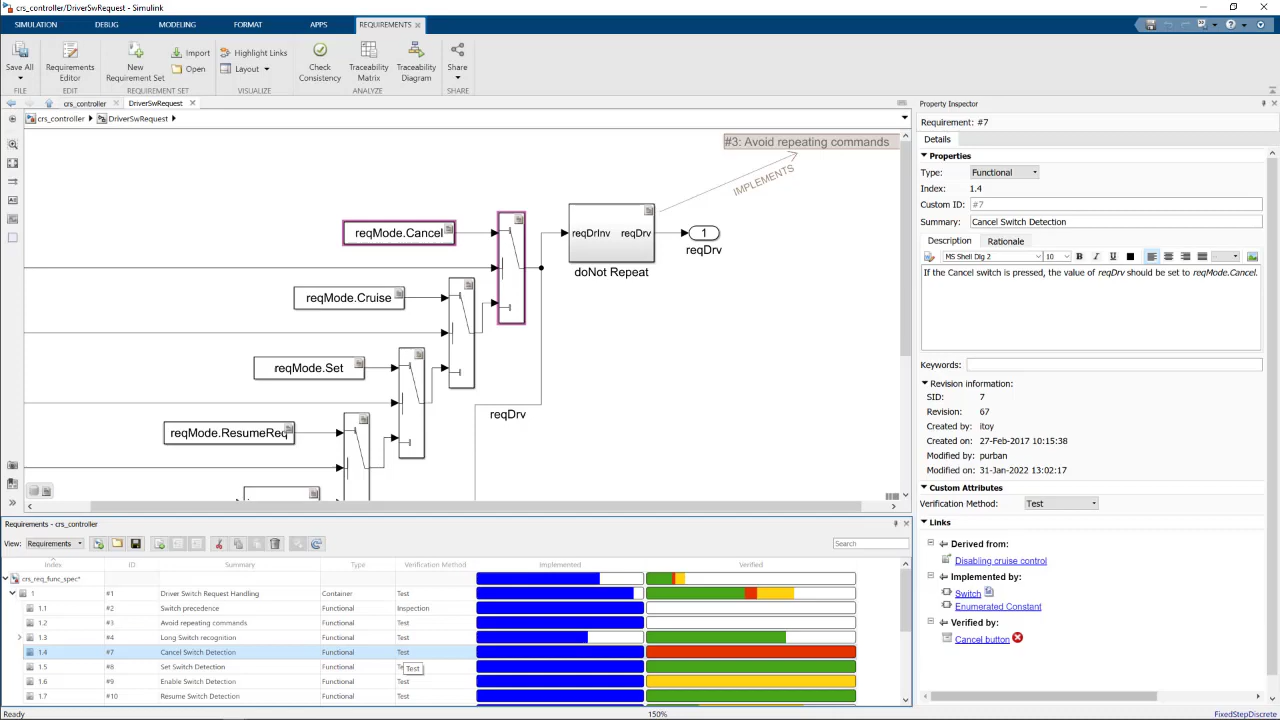 crs_controller/DriverSwRequest - Simulink
SIMULATION DEBUG MODELING FORMAT APPS REQUIREMENTS
Save All
Requirements Editor
New Requirement Set
Import
Open
Highlight Links
Layout
Check Consistency
Traceability Matrix
Traceability Diagram
Share
FILE EDIT REQUIREMENT SET VISUALIZE ANALYZE SHARE
crs_controller DriverSwRequest
crs_controller DriverSwRequest
#3: Avoid repeating commands
IMPLEMENTS
reqMode.Cancel
reqDrInv reqDrv
doNot Repeat
1
reqDrv
reqMode.Cruise
reqMode.Set
reqDrv
reqMode.ResumeReq
Property Inspector
Requirement: #7
Details
Properties
Type: Functional
Index: 1.4
Custom ID: #7
Summary: Cancel Switch Detection
Description Rationale
MS Shell Dlg 2 10 B I U
If the Cancel switch is pressed, the value of reqDrv should be set to reqMode.Cancel.
Keywords:
Revision information:
SID: 7
Revision: 67
Created by: itoy
Created on: 27-Feb-2017 10:15:38
Modified by: purban
Modified on: 31-Jan-2022 13:02:17
Custom Attributes
Verification Method: Test
Links
Derived from:
Disabling cruise control
Implemented by:
Switch
Enumerated Constant
Verified by:
Cancel button
Requirements - crs_controller
View: Requirements Search
Index ID Summary Type Verification Method Implemented Verified
crs_req_func_spec*
1 #1 Driver Switch Request Handling Container Test
1.1 #2 Switch precedence Functional Inspection
1.2 #3 Avoid repeating commands Functional Test
1.3 #4 Long Switch recognition Functional Test
1.4 #7 Cancel Switch Detection Functional Test
1.5 #8 Set Switch Detection Functional Te Test
1.6 #9 Enable Switch Detection Functional Test
1.7 #10 Resume Switch Detection Functional Test
Ready 150% FixedStepDiscrete